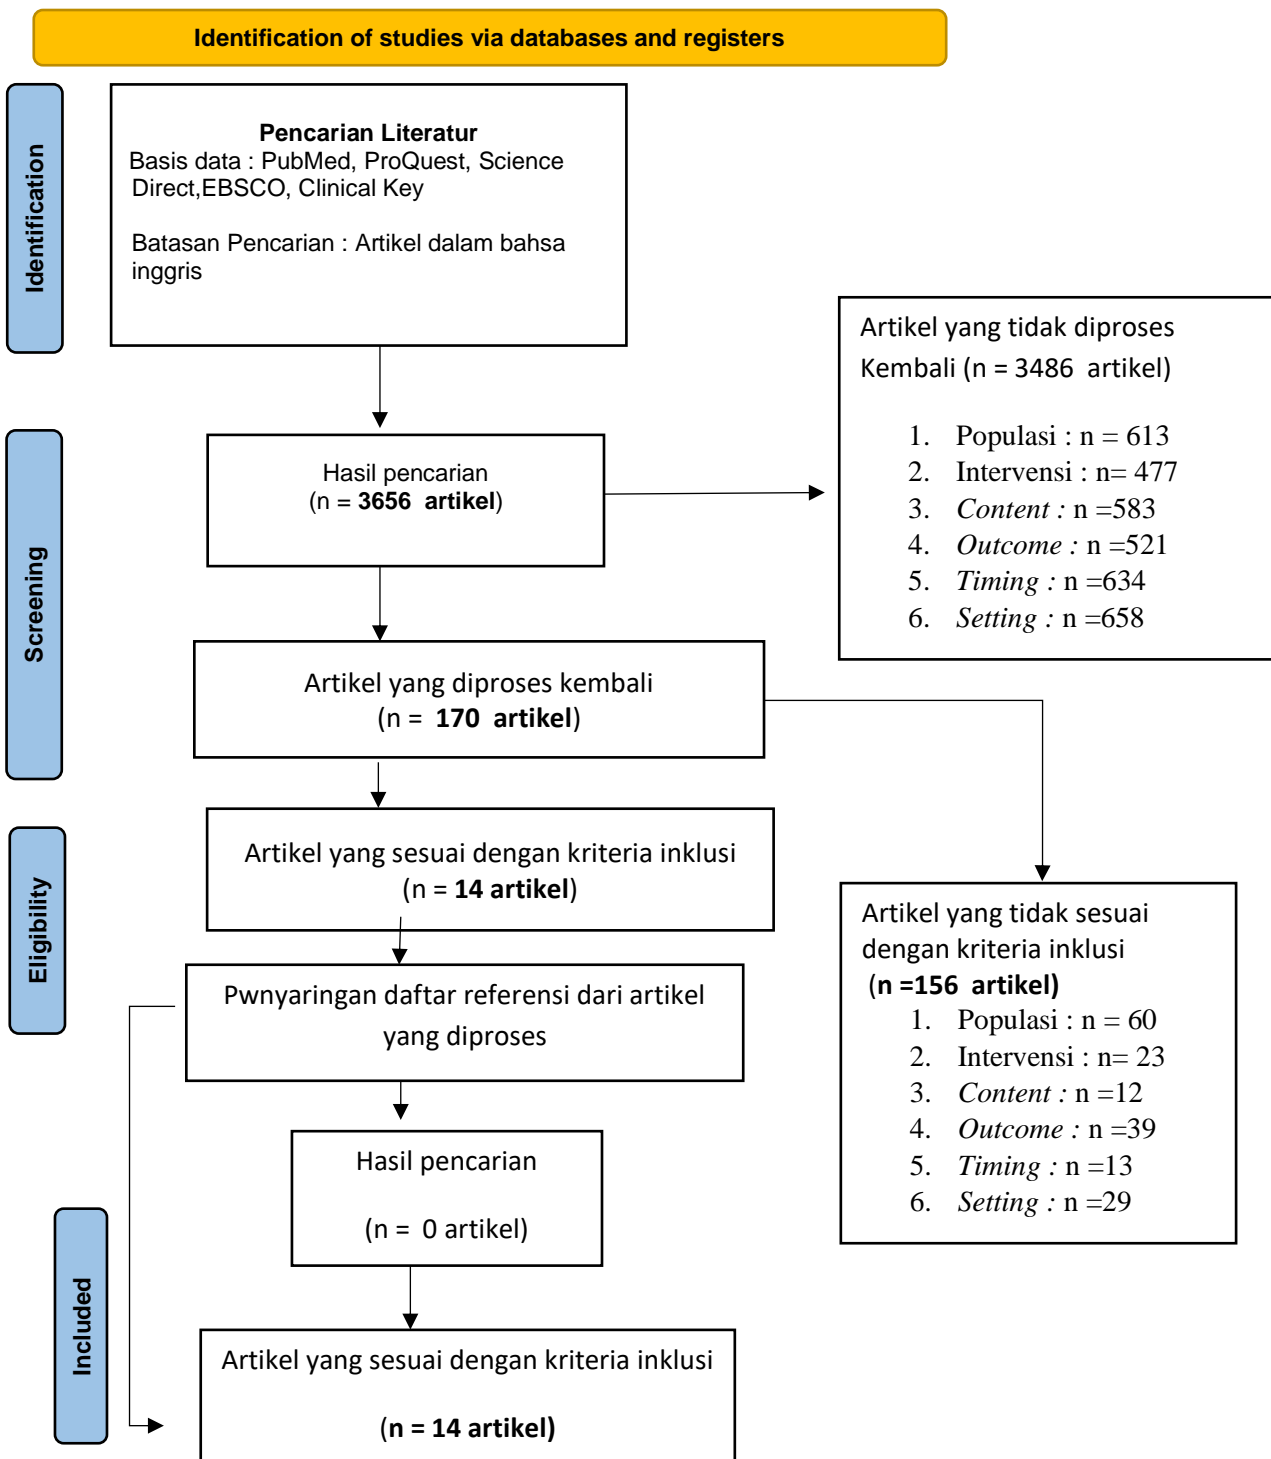 Identification of studies via databases and registers
Identification
Pencarian Literatur
Basis data : PubMed, ProQuest, Science
Direct,EBSCO, Clinical Key
Batasan Pencarian : Artikel dalam bahsa
inggris
Artikel yang tidak diproses
Kembali (n = 3486 artikel)
1. Populasi : n = 613
2. Intervensi : n= 477
3. Content : n =583
4. Outcome : n =521
5. Timing : n =634
6. Setting : n =658
Screening
Hasil pencarian
(n = 3656 artikel)
Artikel yang diproses kembali
(n = 170 artikel)
Eligibility
Artikel yang sesuai dengan kriteria inklusi
(n = 14 artikel)
Artikel yang tidak sesuai
dengan kriteria inklusi
(n =156 artikel)
1. Populasi : n = 60
2. Intervensi : n= 23
3. Content : n =12
4. Outcome : n =39
5. Timing : n =13
6. Setting : n =29
Pwnyaringan daftar referensi dari artikel
yang diproses
Hasil pencarian
(n = 0 artikel)
Included
Artikel yang sesuai dengan kriteria inklusi
(n = 14 artikel)